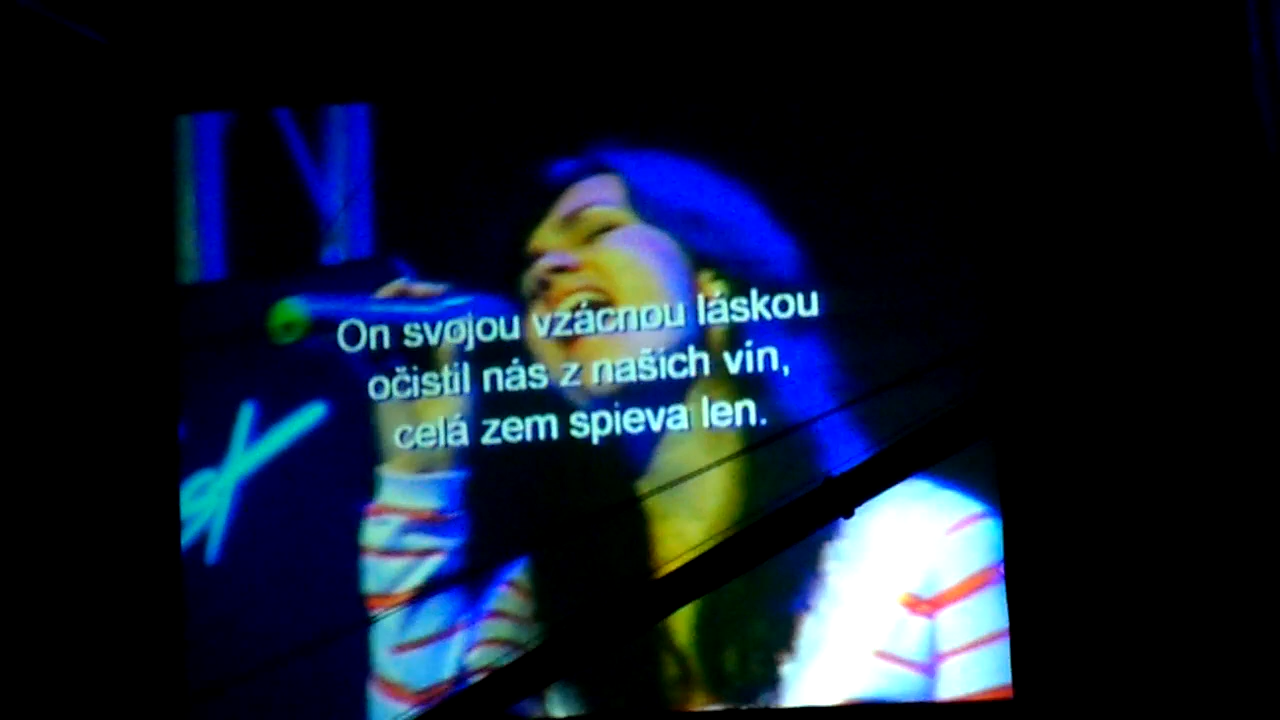 On svojou vzácnou láskou
očistil nás z našich vín,
celá zem spieva len.